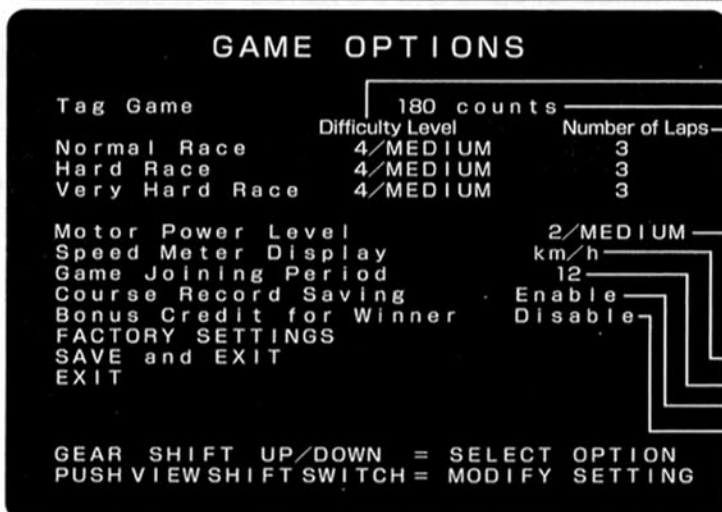 GAME OPTIONS
Tag Game 180 counts
Difficulty Level Number of Laps
Normal Race 4/MEDIUM 3
Hard Race 4/MEDIUM 3
Very Hard Race 4/MEDIUM 3
Motor Power Level 2/MEDIUM
Speed Meter Display km/h
Game Joining Period 12
Course Record Saving Enable
Bonus Credit for Winner Disable
FACTORY SETTINGS
SAVE and EXIT
EXIT
GEAR SHIFT UP/DOWN = SELECT OPTION
PUSH VIEW SHIFT SWITCH = MODIFY SETTING